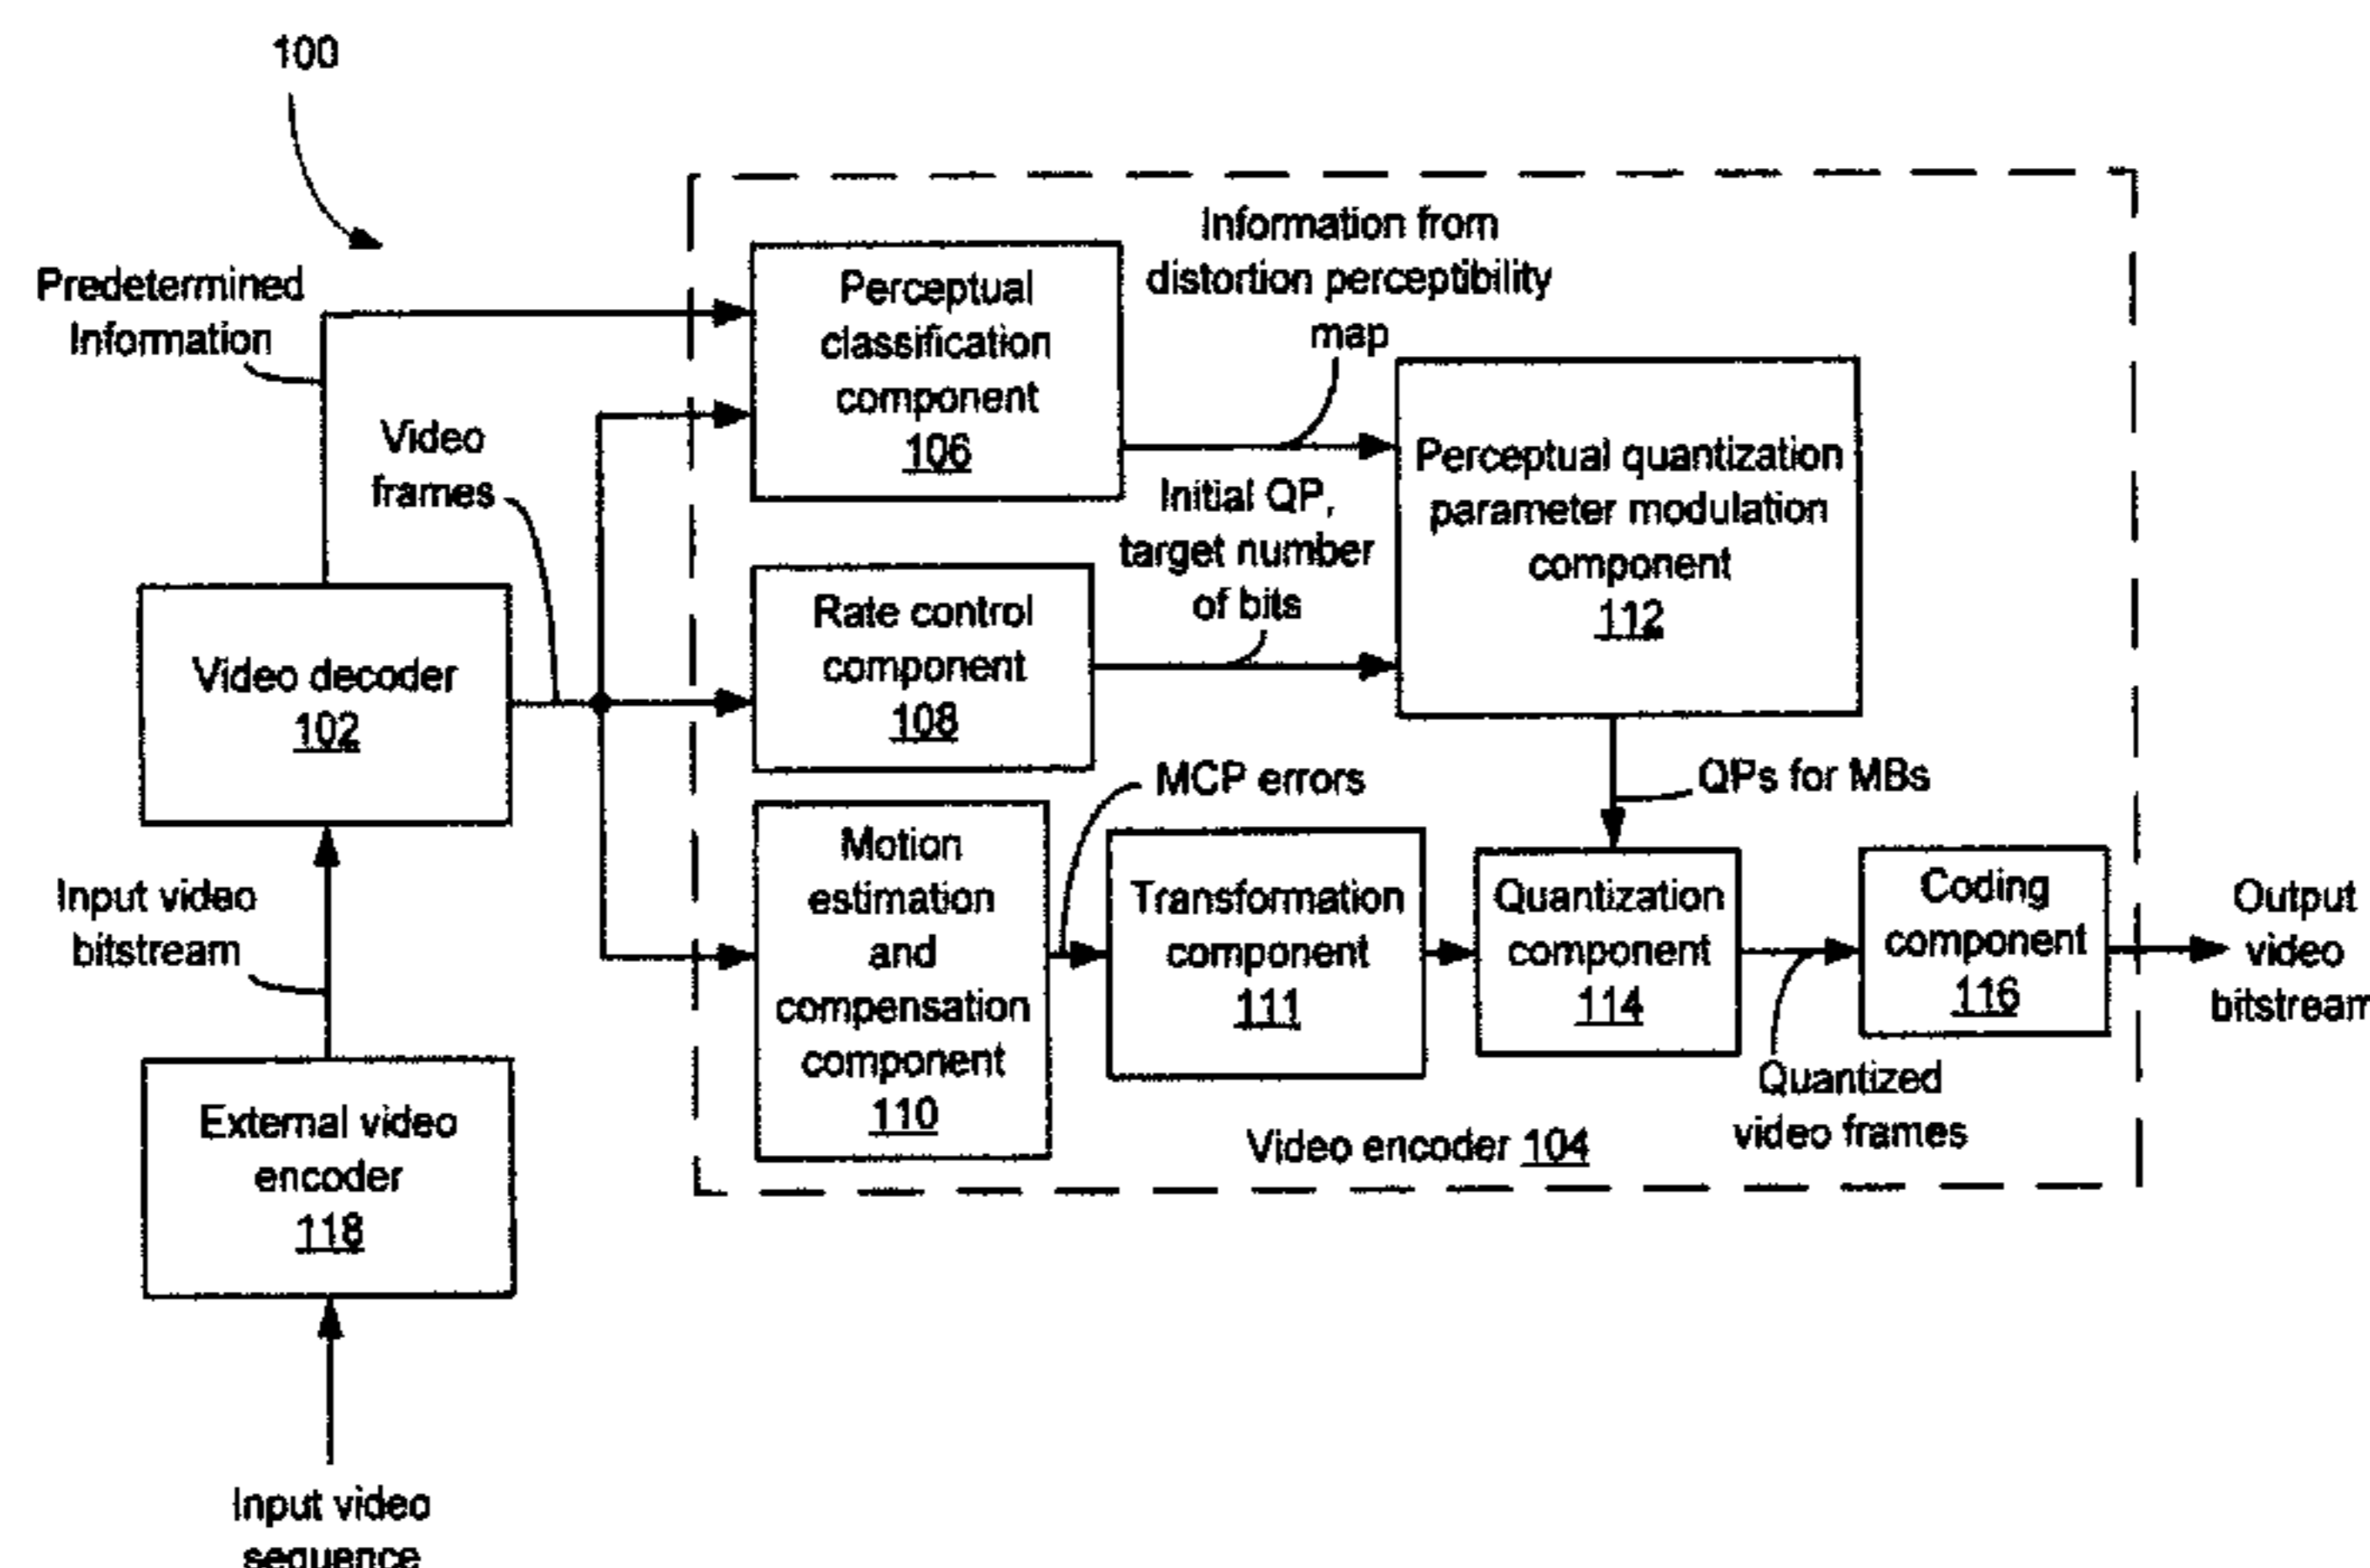 100
Predetermined
Information
Video
frames
Video decoder
102
Input video
bitstream
External video
encoder
118
Input video
sequence
Perceptual
classification
component
106
Information from
distortion perceptibility
map
Rate control
component
108
Initial QP,
target number
of bits
Perceptual quantization
parameter modulation
component
112
Motion
estimation
and
compensation
component
110
MCP errors
Transformation
component
111
QPs for MBs
Quantization
component
114
Quantized
video frames
Coding
component
116
Video encoder 104
Output
video
bitstream